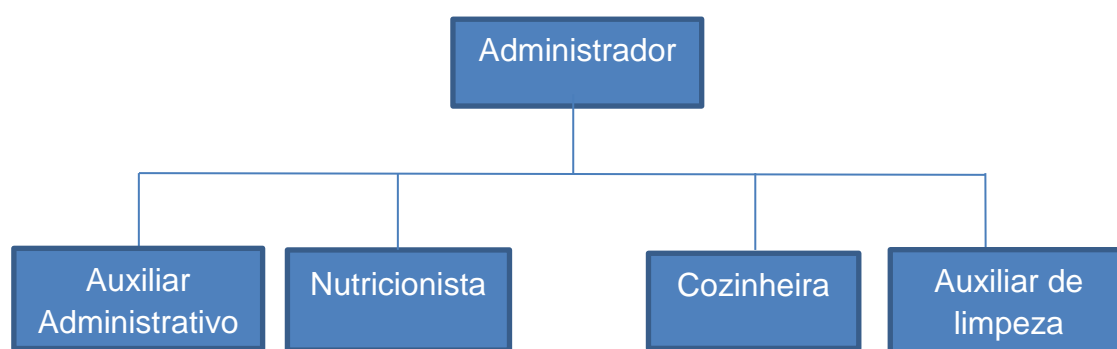 Administrador
Auxiliar
Administrativo
Nutricionista
Cozinheira
Auxiliar de
limpeza